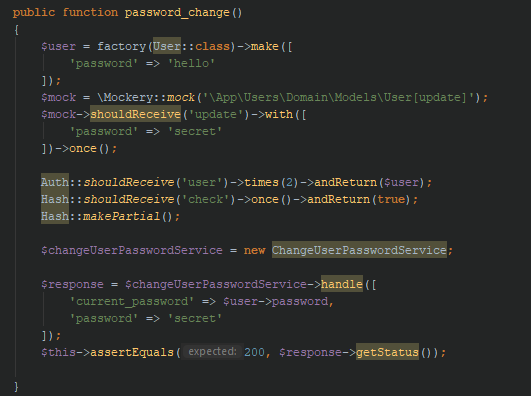 public function password_change()
{
    $user = factory(User::class)->make([
        'password' => 'hello'
    ]);
    $mock = \Mockery::mock('\App\Users\Domain\Models\User[update]');
    $mock->shouldReceive('update')->with([
        'password' => 'secret'
    ])->once();

    Auth::shouldReceive('user')->times(2)->andReturn($user);
    Hash::shouldReceive('check')->once()->andReturn(true);
    Hash::makePartial();

    $changeUserPasswordService = new ChangeUserPasswordService;

    $response = $changeUserPasswordService->handle([
        'current_password' => $user->password,
        'password' => 'secret'
    ]);
    $this->assertEquals( expected: 200, $response->getStatus());

}